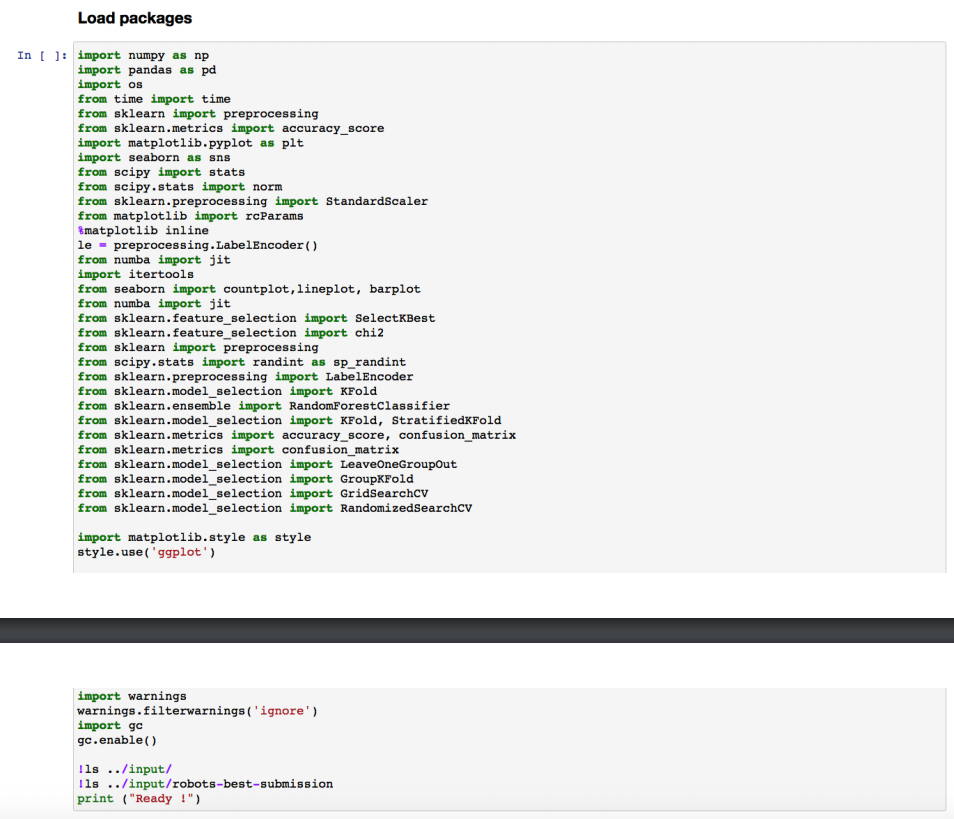 Load packages
In [ ]: import numpy as np
import pandas as pd
import os
from time import time
from sklearn import preprocessing
from sklearn.metrics import accuracy_score
import matplotlib.pyplot as plt
import seaborn as sns
from scipy import stats
from scipy.stats import norm
from sklearn.preprocessing import StandardScaler
from matplotlib import rcParams
%matplotlib inline
le = preprocessing.LabelEncoder()
from numba import jit
import itertools
from seaborn import countplot,lineplot, barplot
from numba import jit
from sklearn.feature_selection import SelectKBest
from sklearn.feature_selection import chi2
from sklearn import preprocessing
from scipy.stats import randint as sp_randint
from sklearn.preprocessing import LabelEncoder
from sklearn.model_selection import KFold
from sklearn.ensemble import RandomForestClassifier
from sklearn.model_selection import KFold, StratifiedKFold
from sklearn.metrics import accuracy_score, confusion_matrix
from sklearn.metrics import confusion_matrix
from sklearn.model_selection import LeaveOneGroupOut
from sklearn.model_selection import GroupKFold
from sklearn.model_selection import GridSearchCV
from sklearn.model_selection import RandomizedSearchCV
import matplotlib.style as style
style.use('ggplot')
import warnings
warnings.filterwarnings('ignore')
import gc
gc.enable()
!ls ../input/
!ls ../input/robots-best-submission
print ("Ready !")